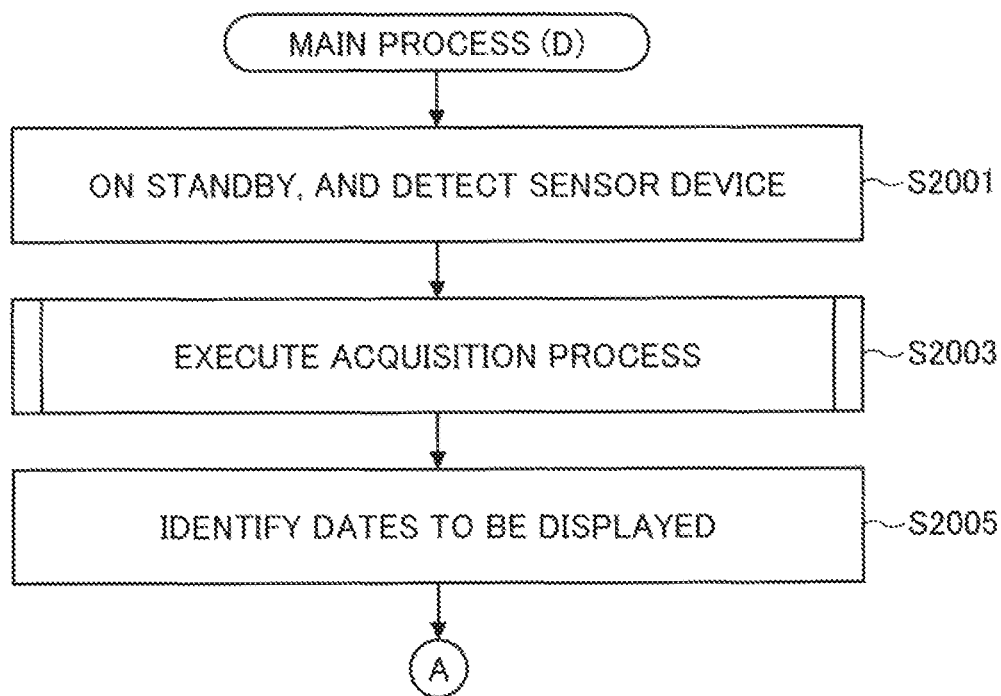 MAIN PROCESS (D)
ON STANDBY, AND DETECT SENSOR DEVICE
S2001
EXECUTE ACQUISITION PROCESS
S2003
IDENTIFY DATES TO BE DISPLAYED
S2005
A